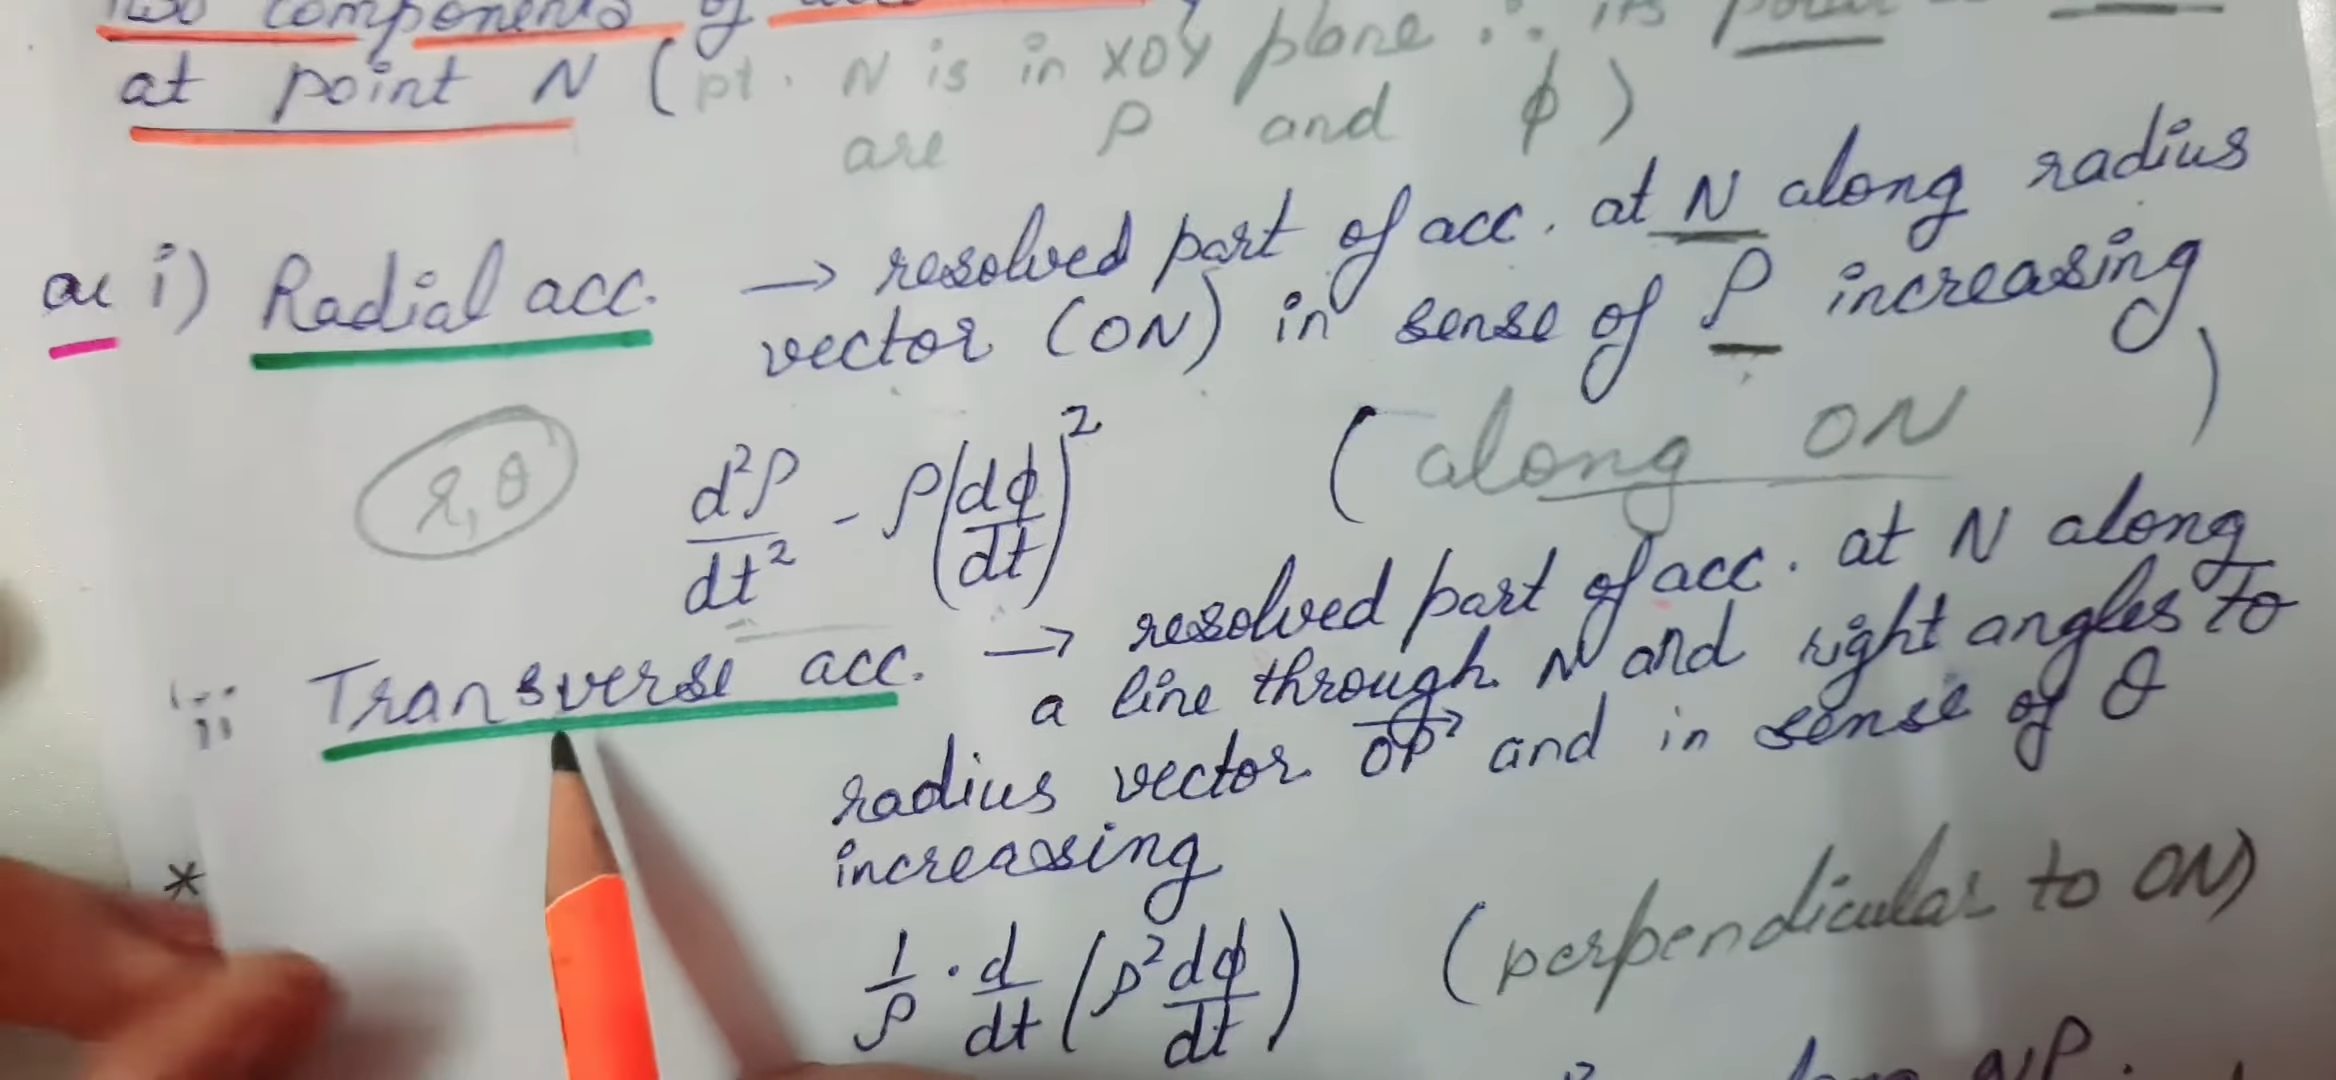 components of
at point N (pt. N is in XOY plane ∴ its polar
are ρ and ϕ)
i) Radial acc. → resolved part of acc. at N along radius
vector (ON) in sense of ρ increasing
(along ON)
r, θ
d²ρ/dt² - ρ(dϕ/dt)²
ii Transverse acc. → resolved part of acc. at N along
a line through N and right angles to
radius vector OP and in sense of θ
increasing
*
1/ρ · d/dt (ρ² dϕ/dt) (perpendicular to ON)